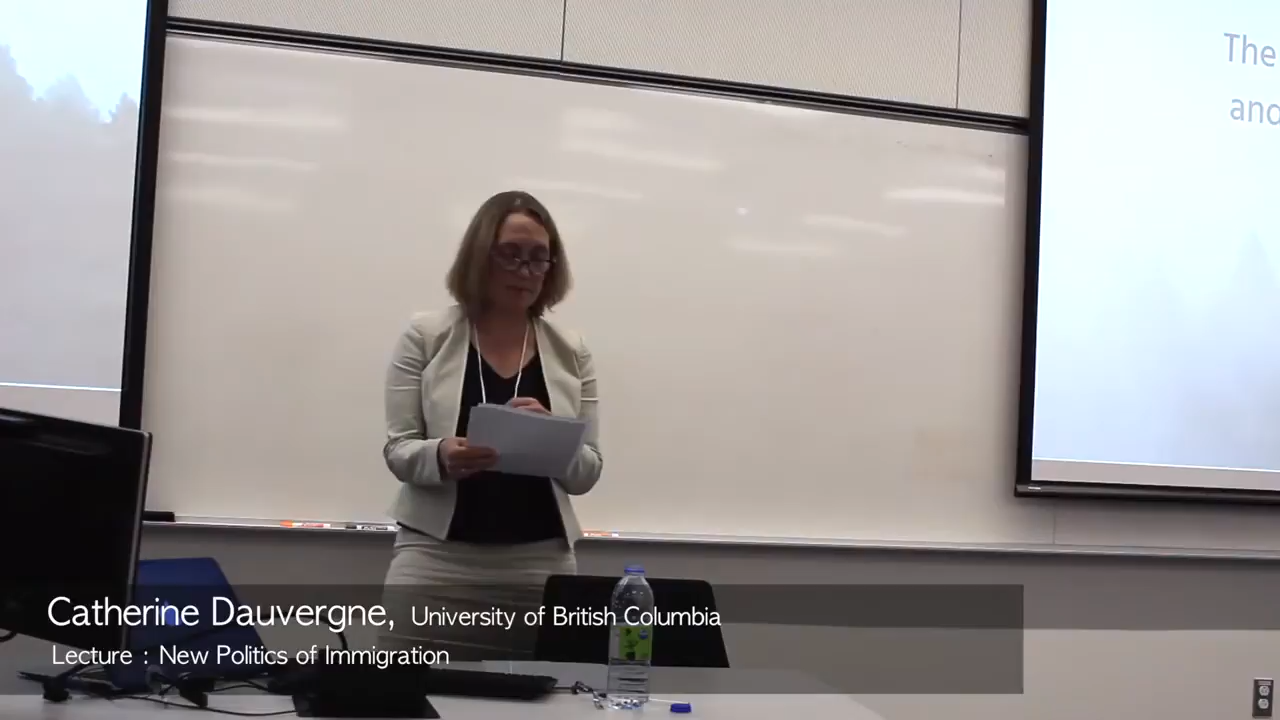 The
and
Catherine Dauvergne, University of British Columbia
Lecture : New Politics of Immigration